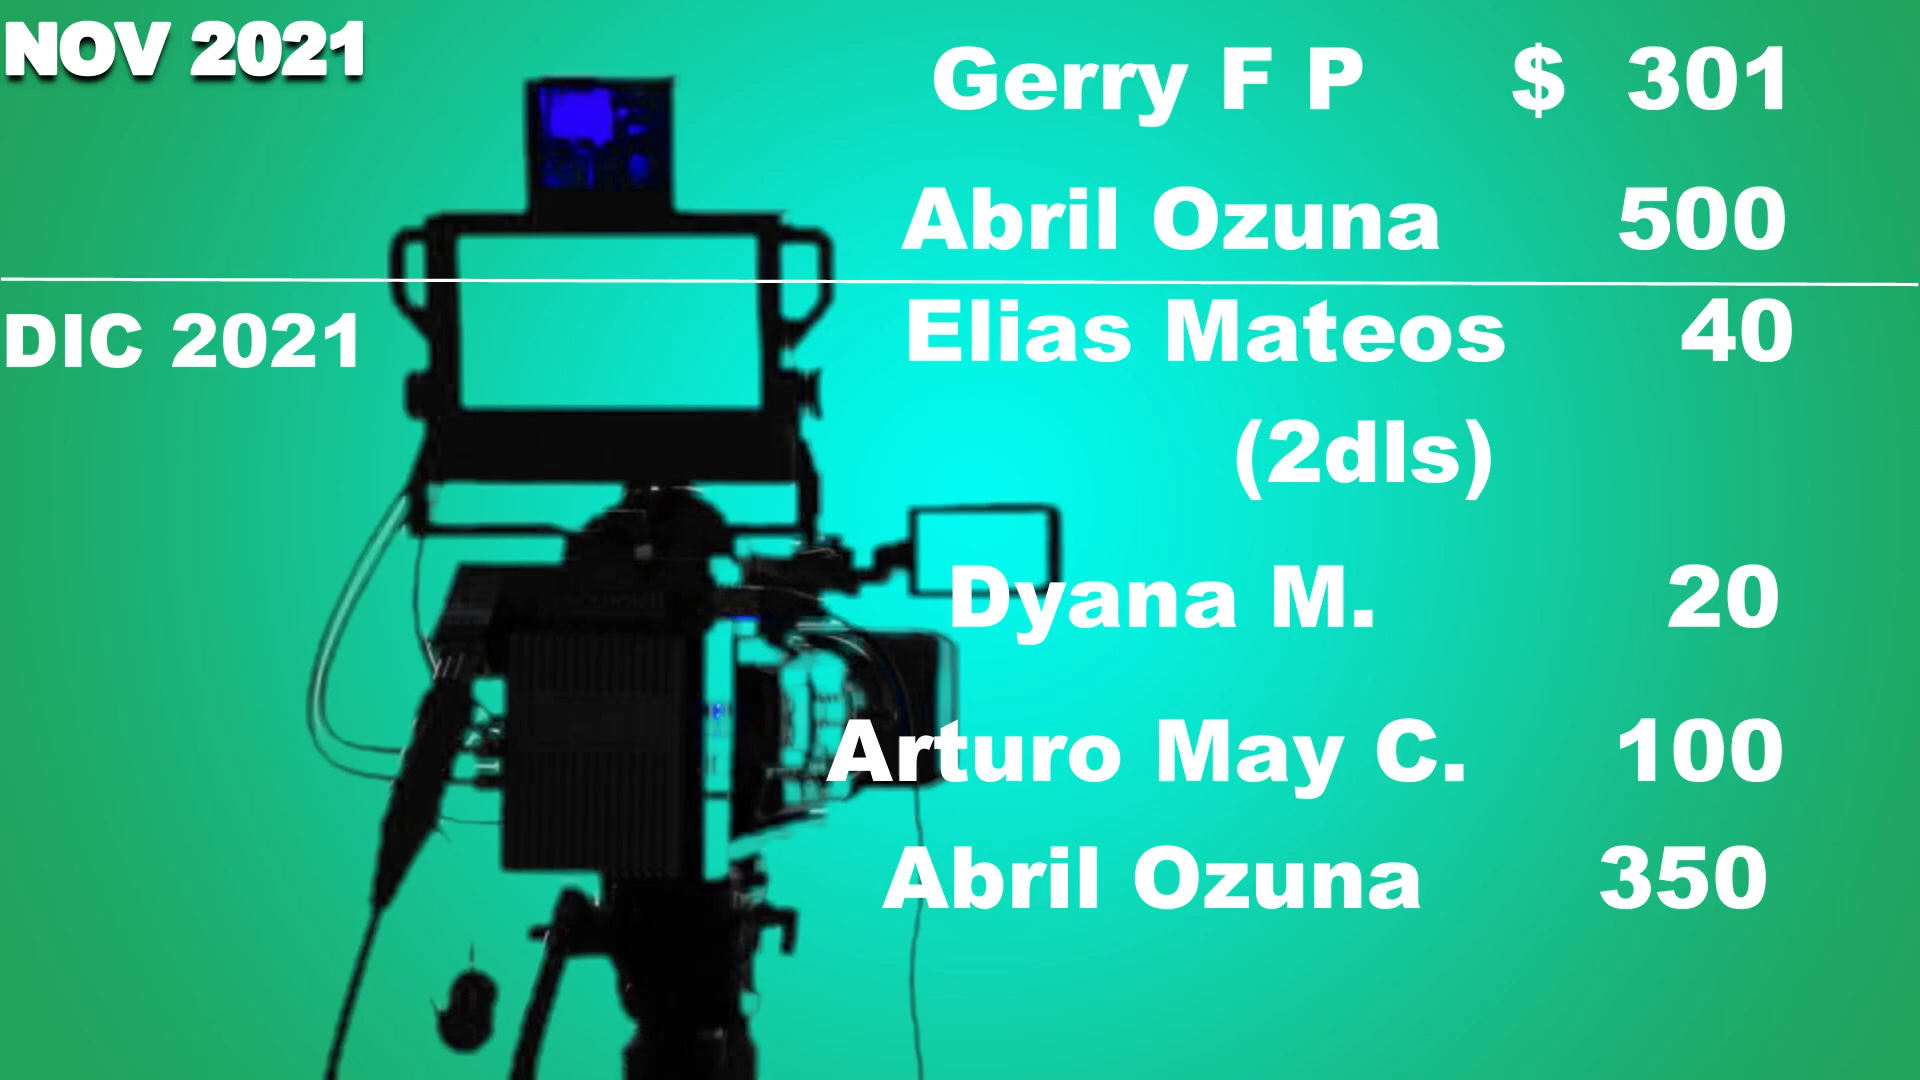 NOV 2021
Gerry F P $ 301
Abril Ozuna 500
DIC 2021
Elias Mateos 40
(2dls)
Dyana M. 20
Arturo May C. 100
Abril Ozuna 350